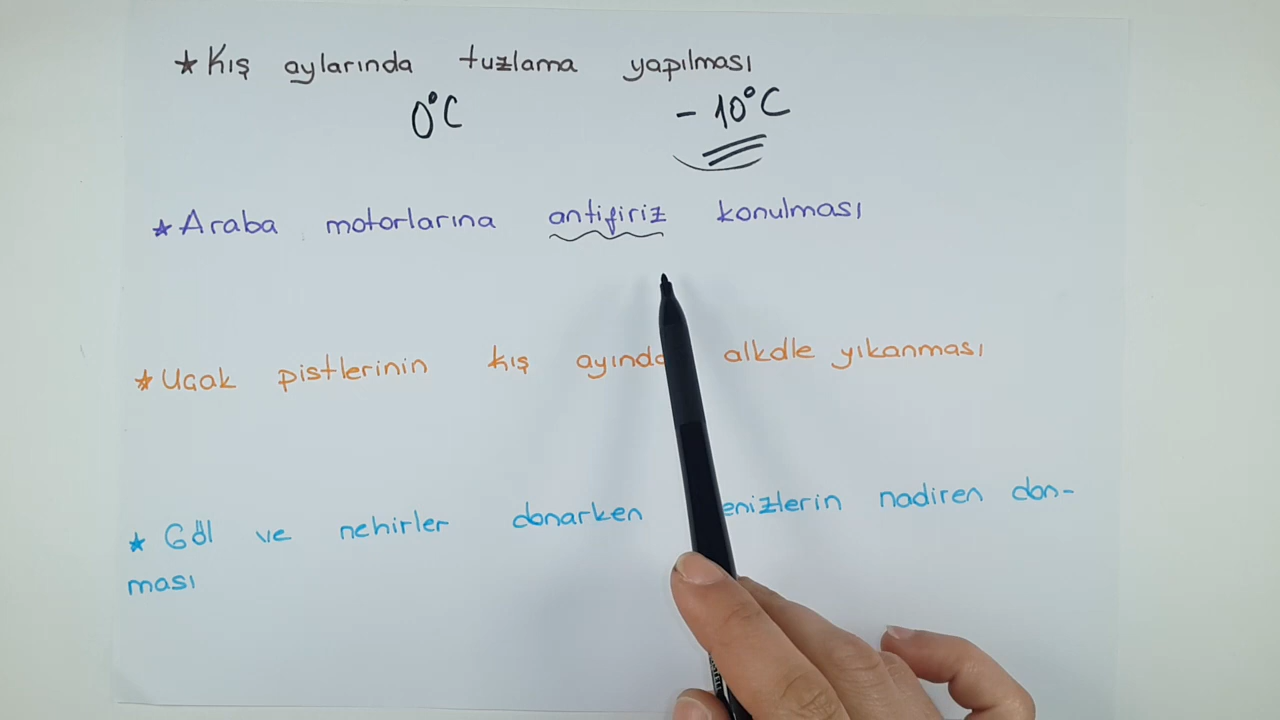 ★ Kış aylarında tuzlama yapılması
0°C -10°C
★ Araba motorlarına antifiriz konulması
★ Uçak pistlerinin kış ayında alkolle yıkanması
★ Göl ve nehirler donarken enizlerin nadiren don-
ması